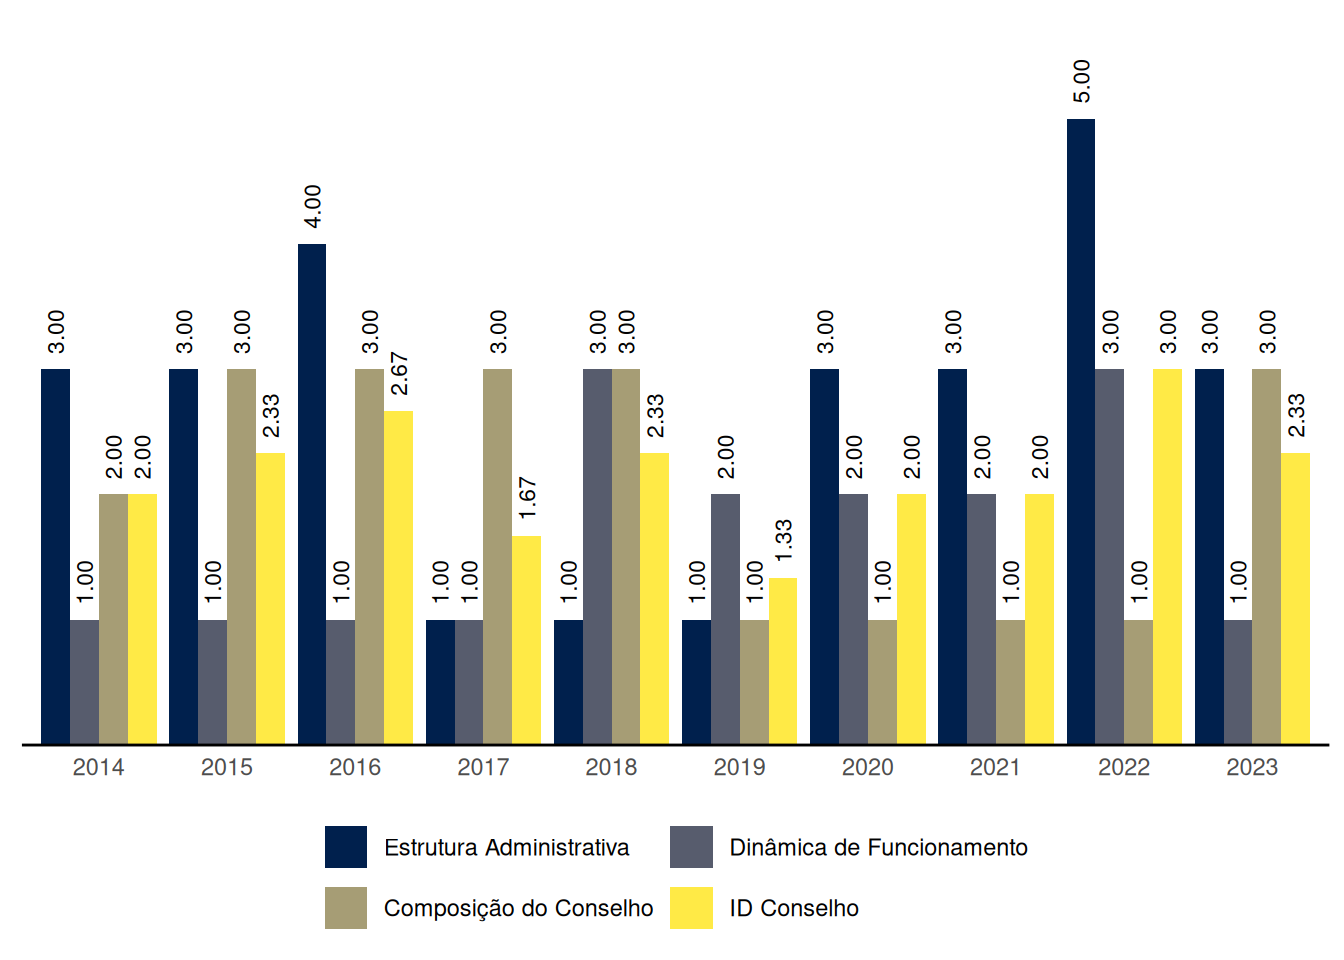 5.00
4.00
3.00 3.00 3.00 3.00 3.00 3.00 3.00 3.00 3.00 3.00 3.00 3.00 3.00
2.67
2.33 2.33 2.33
2.00 2.00 2.00 2.00 2.00 2.00 2.00
1.67
1.33
1.00 1.00 1.00 1.00 1.00 1.00 1.00 1.00 1.00 1.00 1.00 1.00
2014 2015 2016 2017 2018 2019 2020 2021 2022 2023
Estrutura Administrativa Dinâmica de Funcionamento
Composição do Conselho ID Conselho